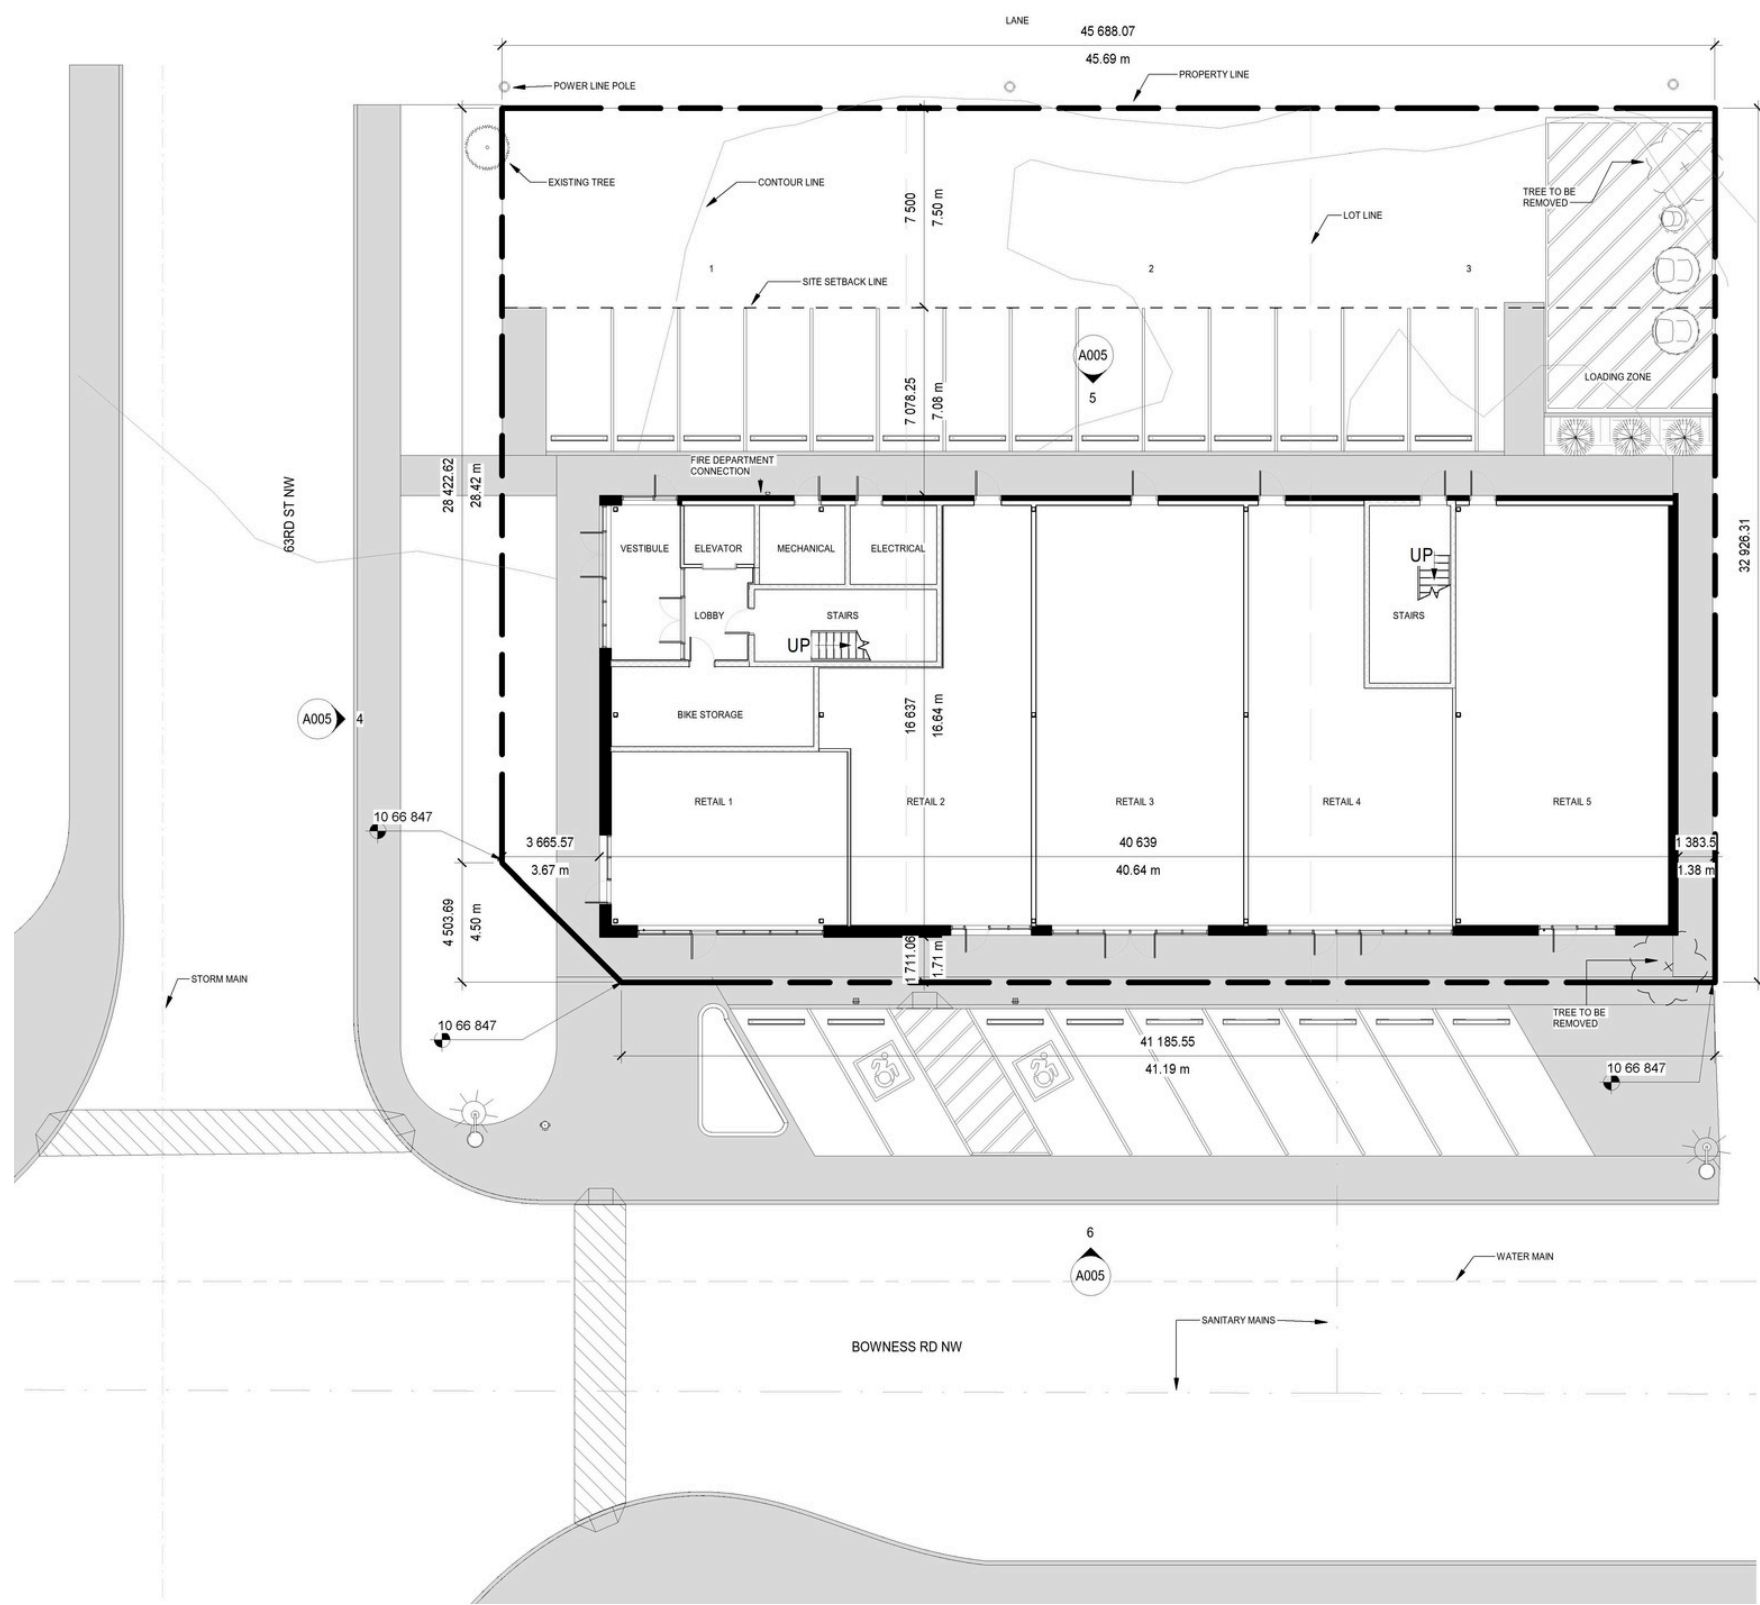 LANE
45 688.07
45.69 m
POWER LINE POLE
PROPERTY LINE
EXISTING TREE
CONTOUR LINE
7 500
7.50 m
TREE TO BE
REMOVED
LOT LINE
1
2
3
SITE SETBACK LINE
A005
5
7 078.25
7.08 m
LOADING ZONE
FIRE DEPARTMENT
CONNECTION
28 422.62
28.42 m
63RD ST NW
32 926.31
VESTIBULE
ELEVATOR
MECHANICAL
ELECTRICAL
UP
LOBBY
STAIRS
STAIRS
UP
A005
4
BIKE STORAGE
16 637
16.64 m
RETAIL 1
RETAIL 2
RETAIL 3
RETAIL 4
RETAIL 5
10 66 847
3 665.57
3.67 m
40 639
40.64 m
1 383.5
1.38 m
4 503.69
4.50 m
1 711.06
1.71 m
STORM MAIN
10 66 847
TREE TO BE
REMOVED
41 185.55
41.19 m
10 66 847
6
A005
WATER MAIN
SANITARY MAINS
BOWNESS RD NW